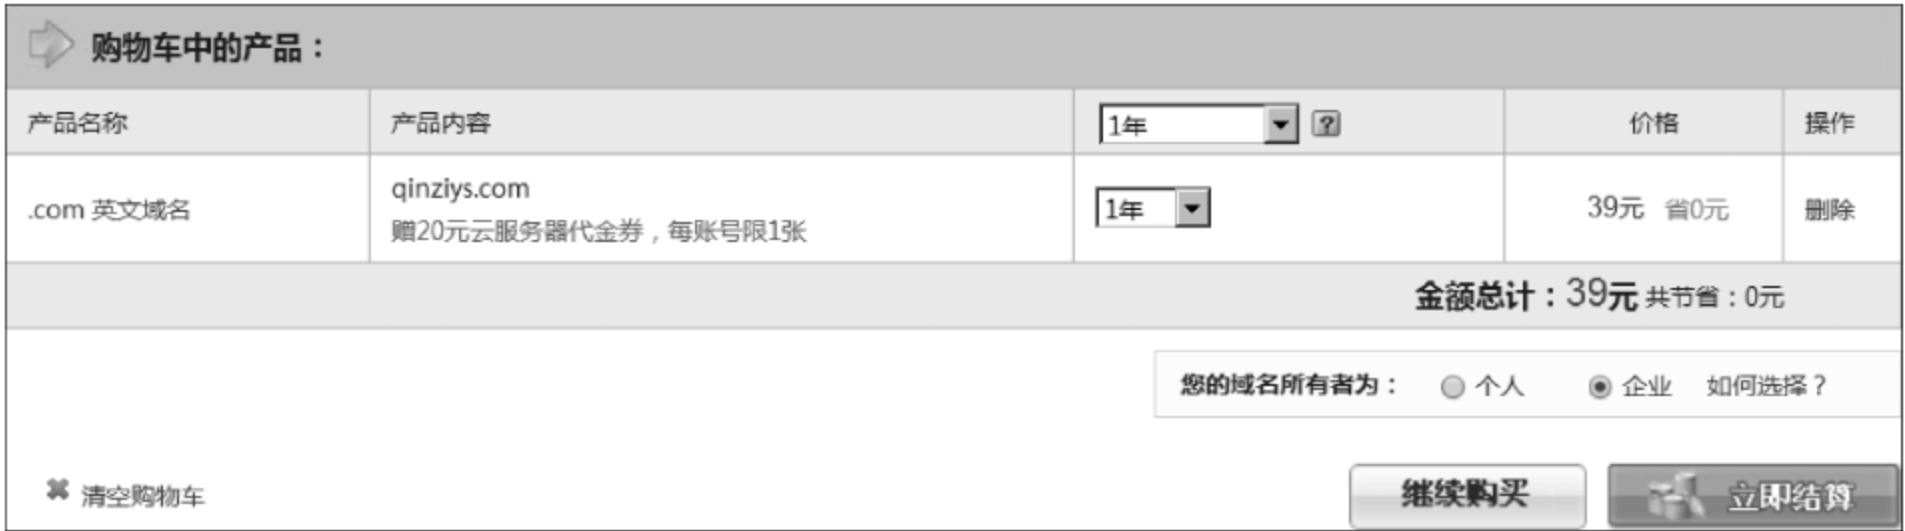 购物车中的产品：
产品名称 产品内容 1年 ? 价格 操作
.com 英文域名 qinziys.com 1年 39元 省0元 删除
赠20元云服务器代金券，每账号限1张
金额总计：39元 共节省：0元
您的域名所有者为： 个人 企业 如何选择？
清空购物车 继续购买 立即结算